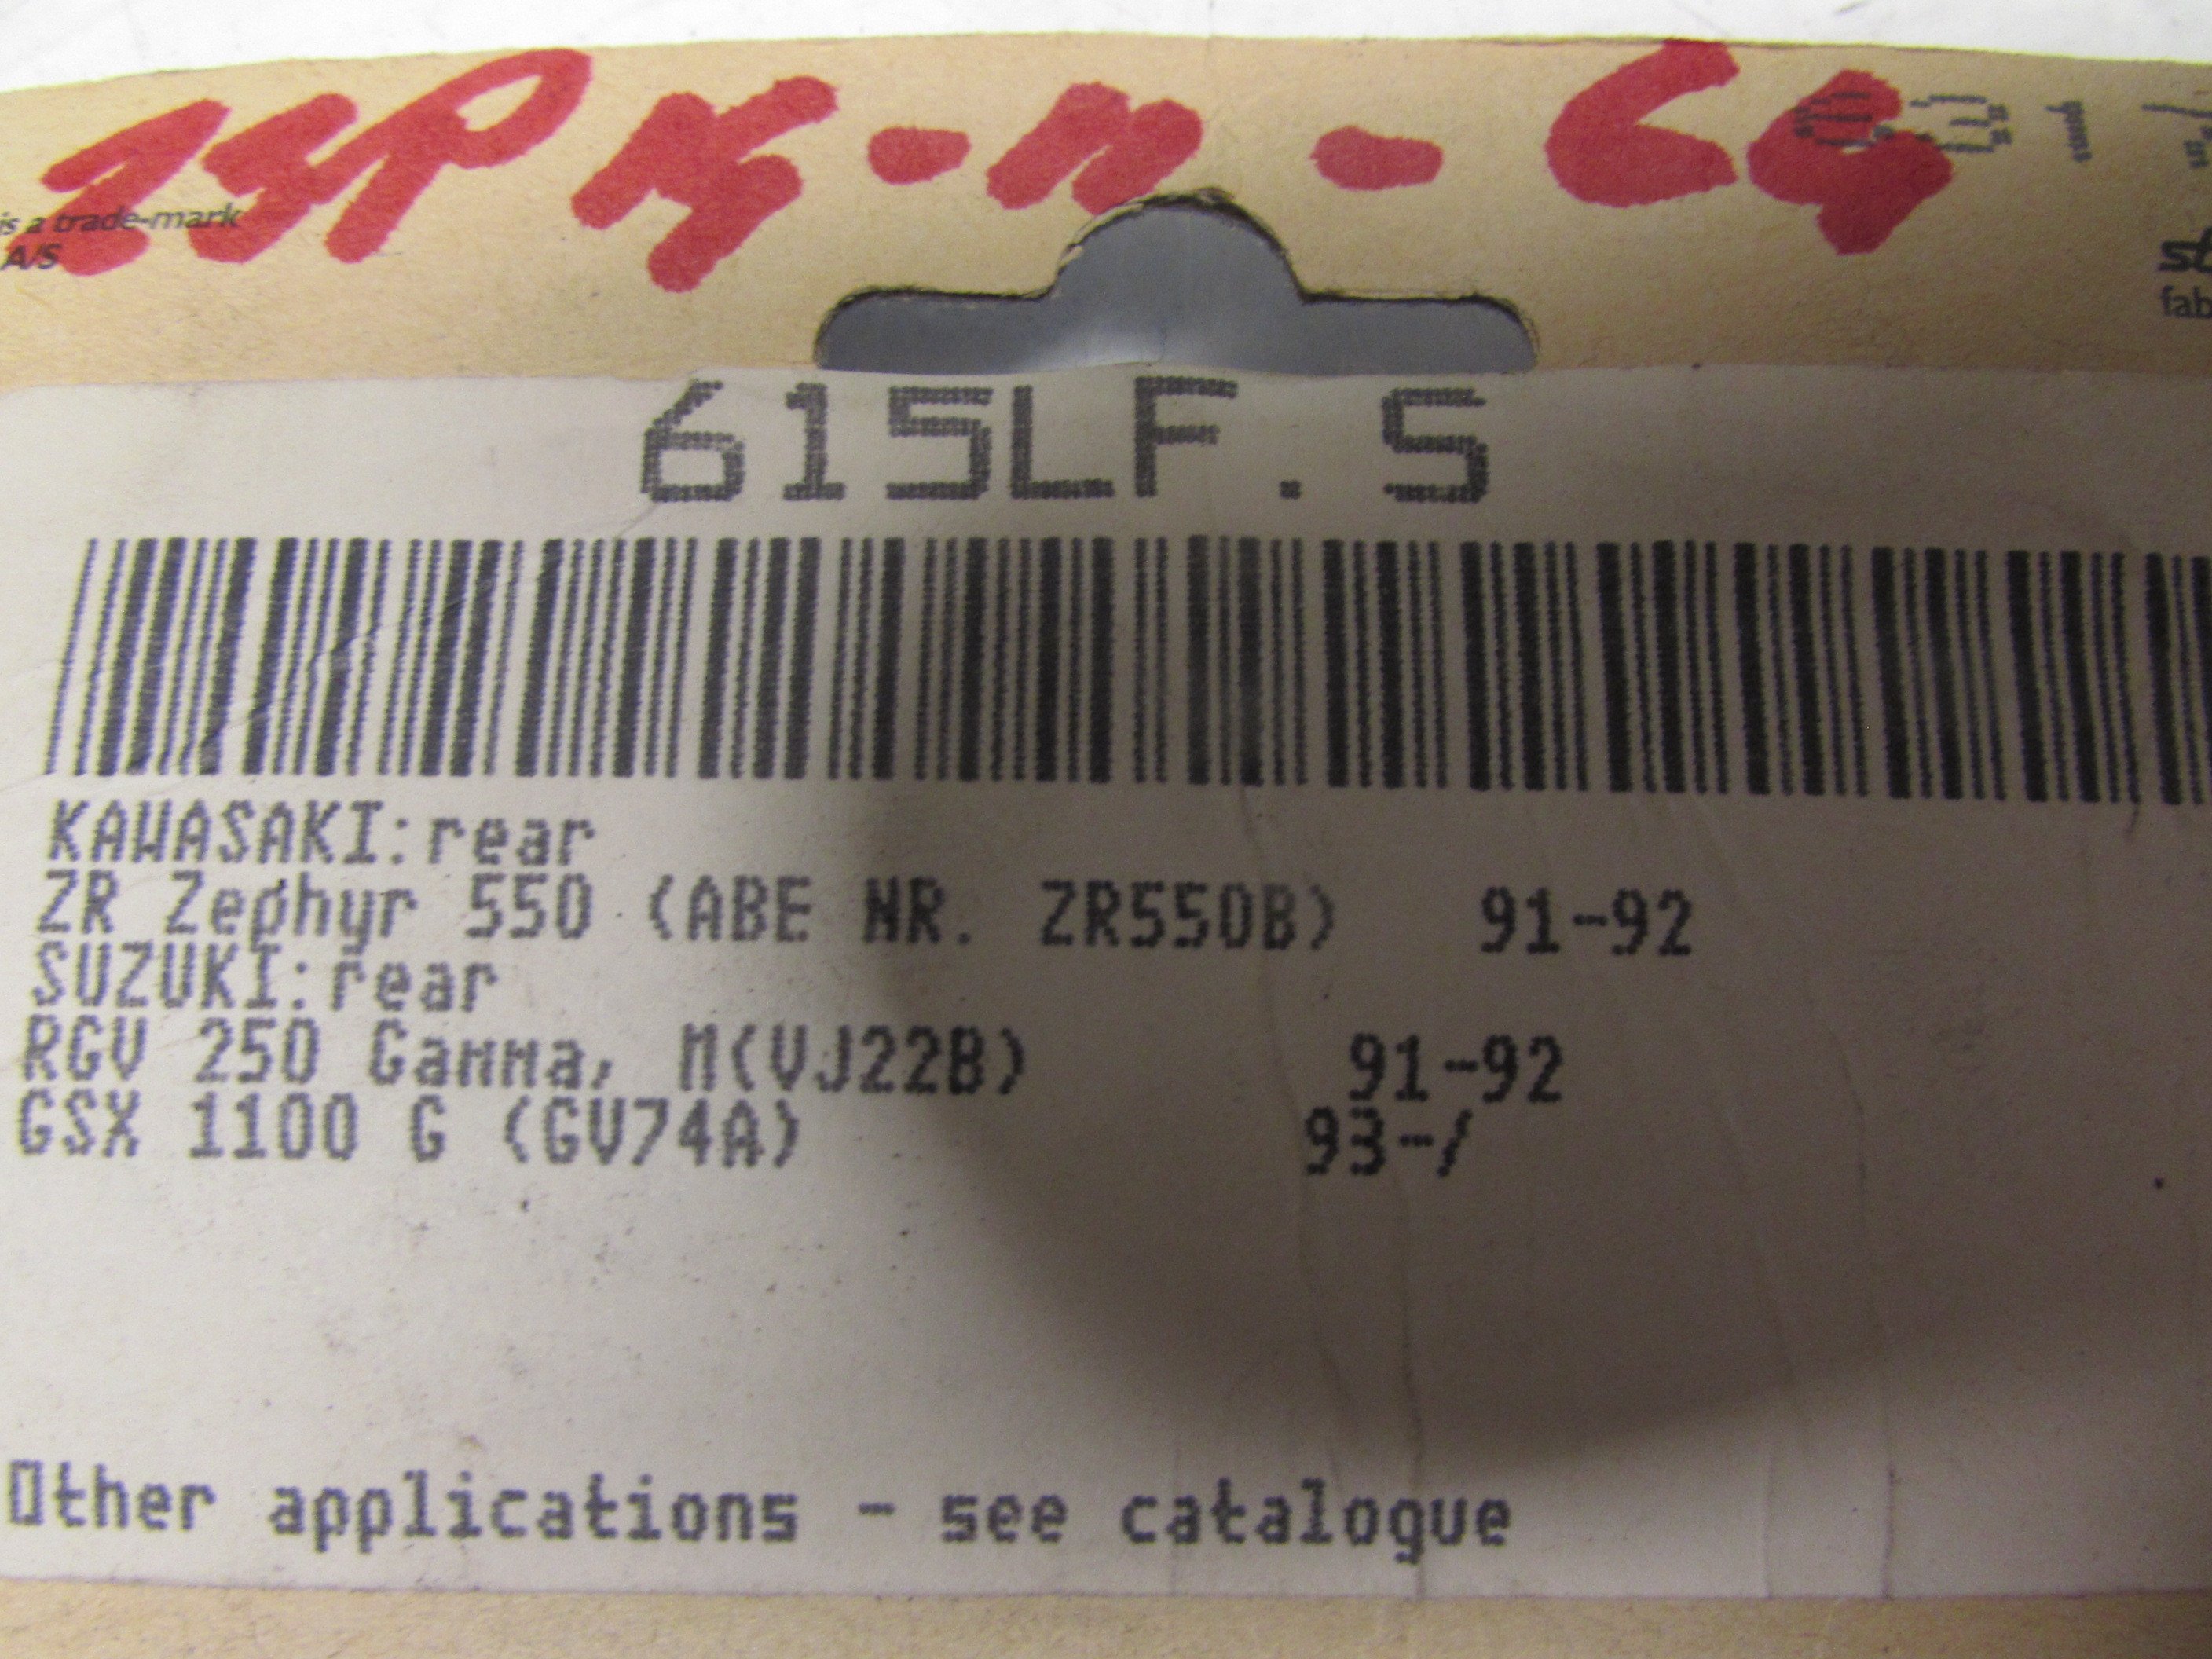 is a trade-mark
A/S
fab
615LF.S
KAWASAKI:rear
ZR Zephyr 550 (ABE NR. ZR550B) 91-92
SUZUKI:rear
RGV 250 Gamma, M(VJ22B) 91-92
GSX 1100 G (GV74A) 93-/
Other applications - see catalogue